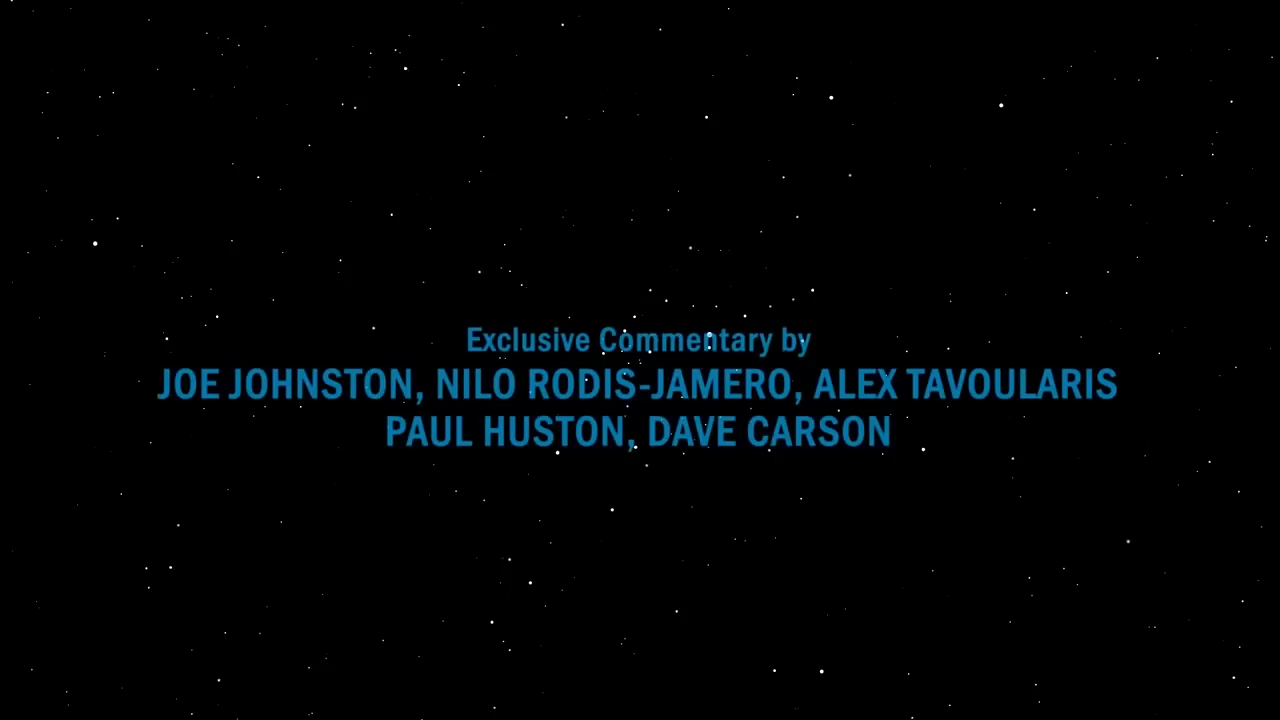 Exclusive Commentary by
JOE JOHNSTON, NILO RODIS-JAMERO, ALEX TAVOULARIS
PAUL HUSTON, DAVE CARSON